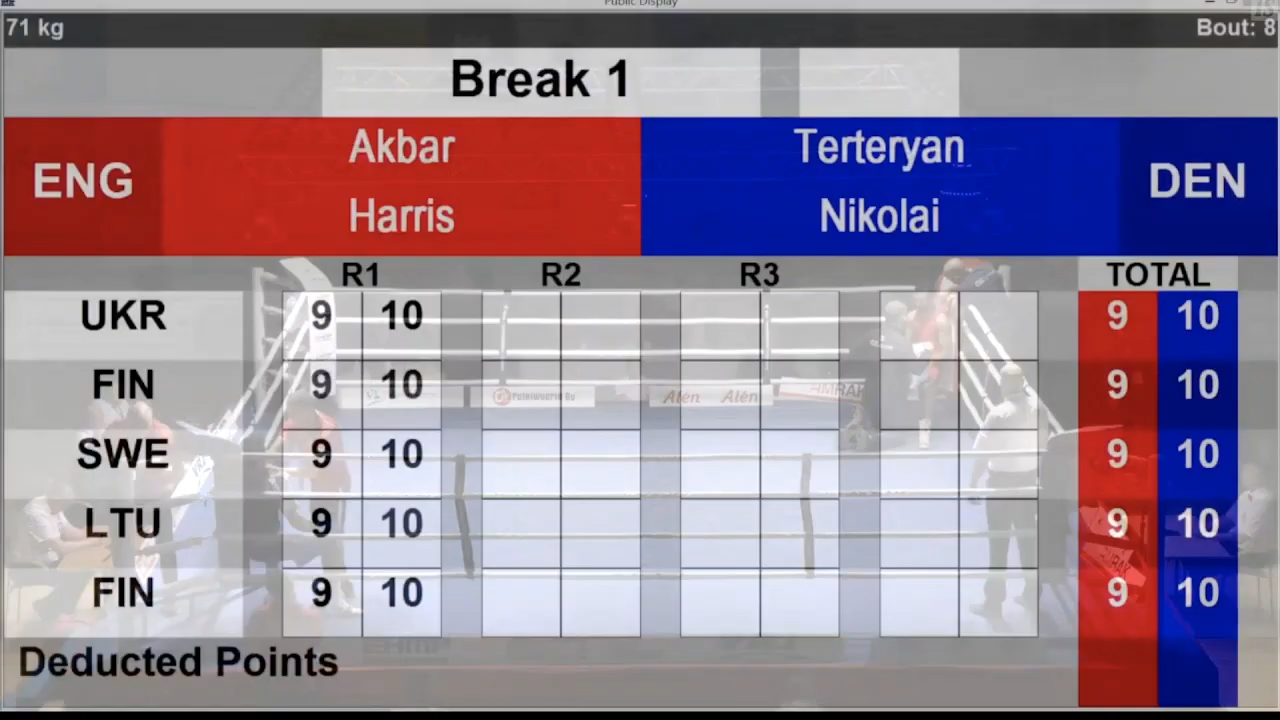 Public Display
71 kg Bout: 8
Break 1
ENG Akbar Harris Terteryan Nikolai DEN
R1 R2 R3 TOTAL
UKR 9 10 9 10
FIN 9 10 9 10
SWE 9 10 9 10
LTU 9 10 9 10
FIN 9 10 9 10
Alén Alén
Deducted Points